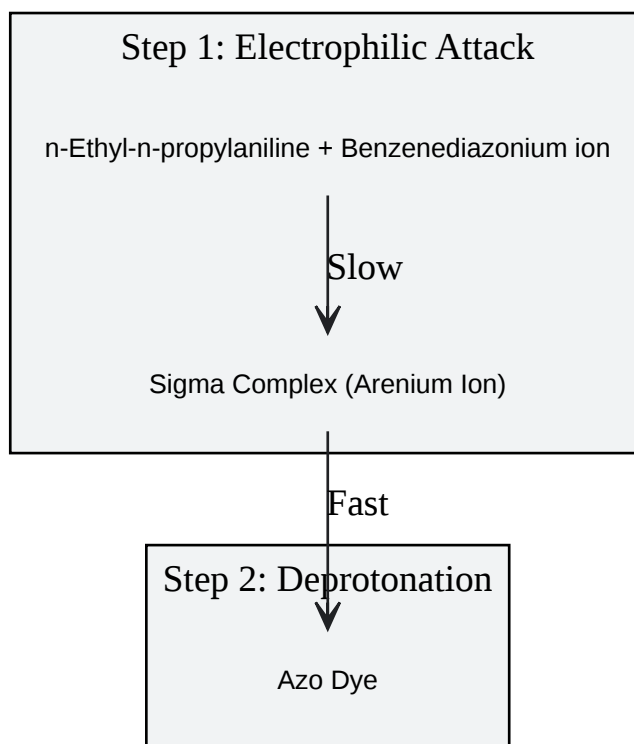 Step 1: Electrophilic Attack
n-Ethyl-n-propylaniline + Benzenediazonium ion
Slow
Sigma Complex (Arenium Ion)
Fast
Step 2: Deprotonation
Azo Dye